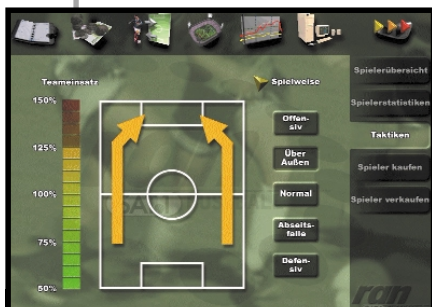 Teameinsatz
Spielweise
150%
125%
100%
75%
50%
Offen-
siv
Über
Außen
Normal
Abseits-
falle
Defen-
siv
Spielerübersicht
Spielerstatistiken
Taktiken
Spieler kaufen
Spieler verkaufen
ran